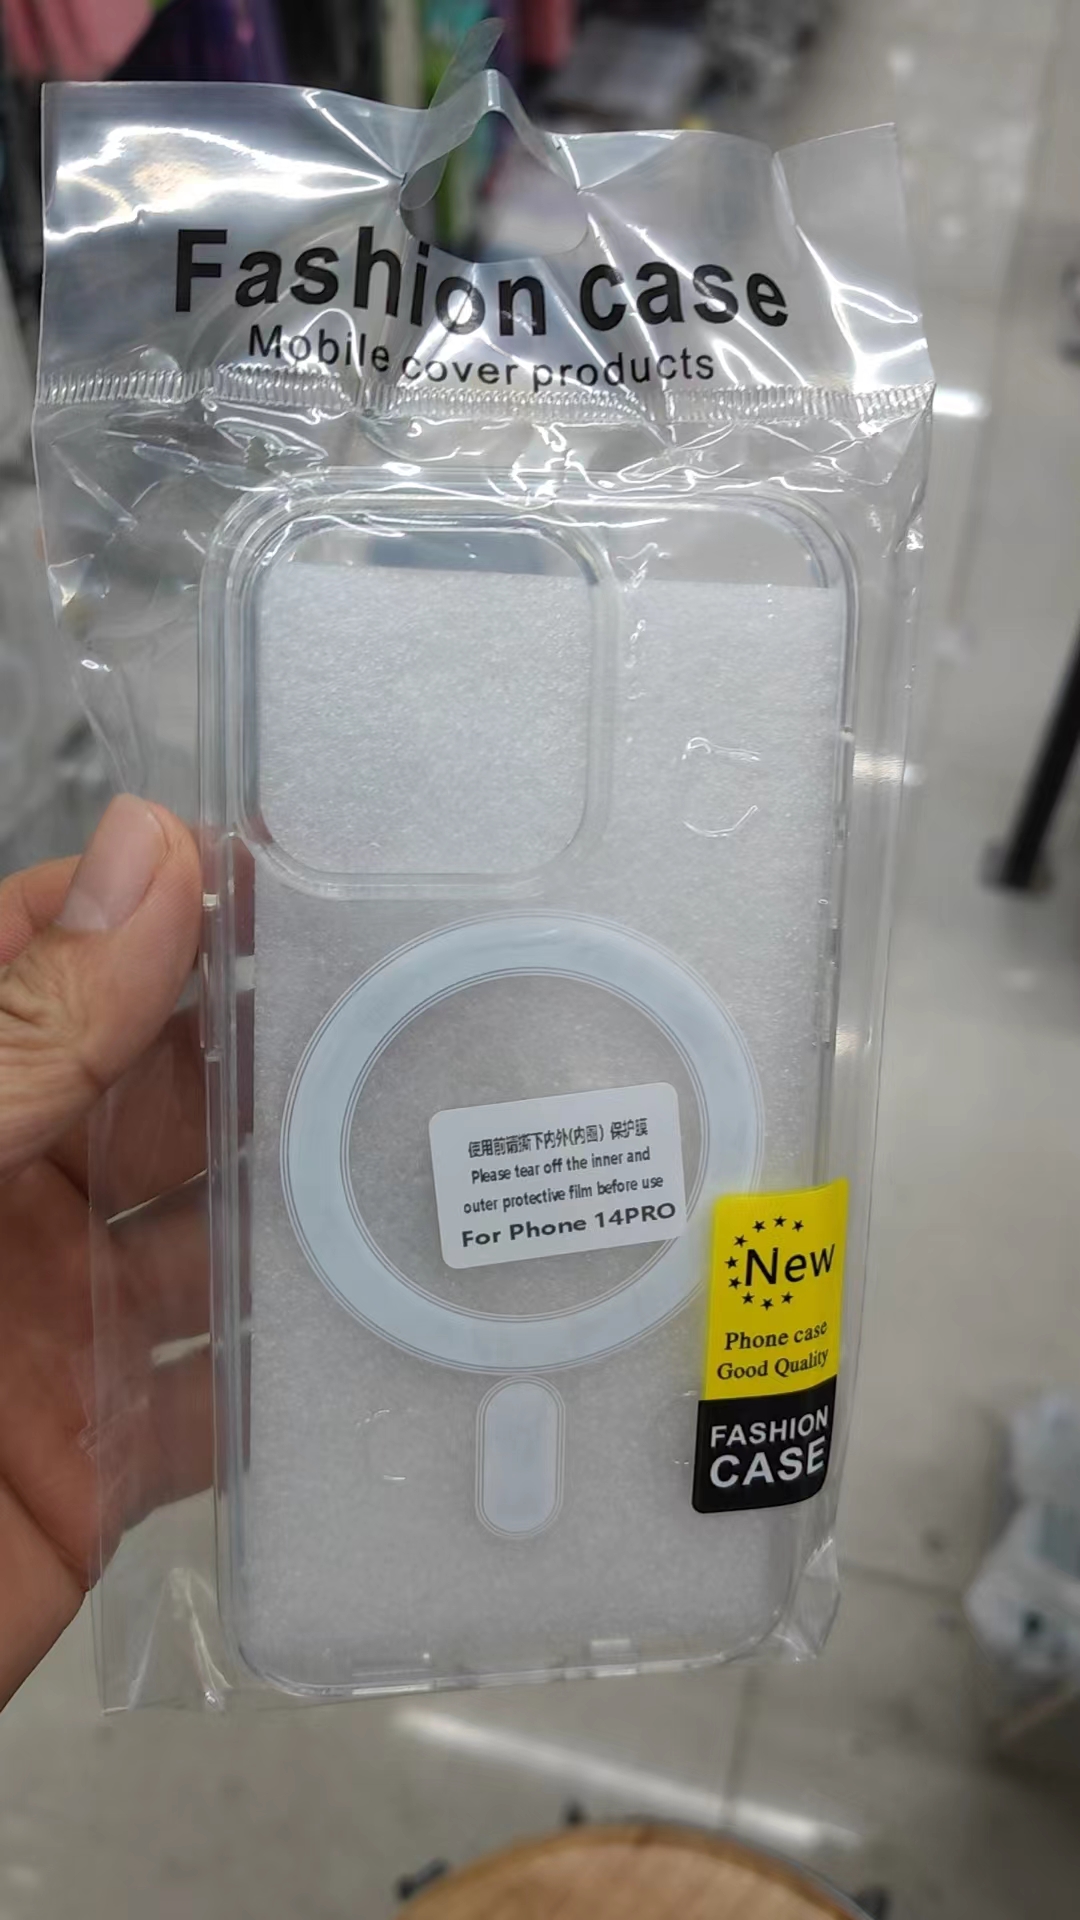 Fashion case
Mobile cover products
使用前请撕下内外(内圈）保护膜
Please tear off the inner and
outer protective film before use
For Phone 14PRO
New
Phone case
Good Quality
FASHION
CASE